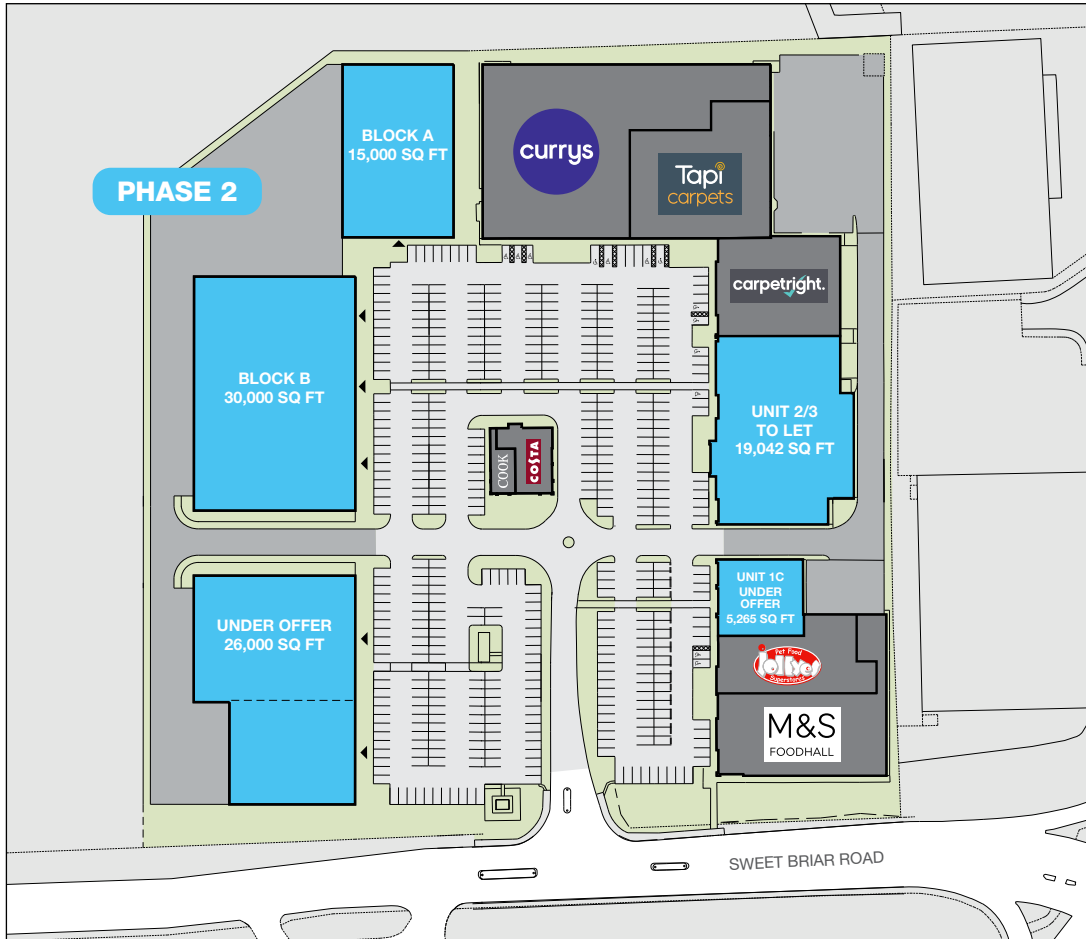 PHASE 2
BLOCK A
15,000 SQ FT
currys
Tapi
carpets
carpetright.
BLOCK B
30,000 SQ FT
UNIT 2/3
TO LET
19,042 SQ FT
COOK
COSTA
UNDER OFFER
26,000 SQ FT
UNIT 1C
UNDER
OFFER
5,265 SQ FT
Pet Food
Jollyes
Superstores
M&S
FOODHALL
SWEET BRIAR ROAD